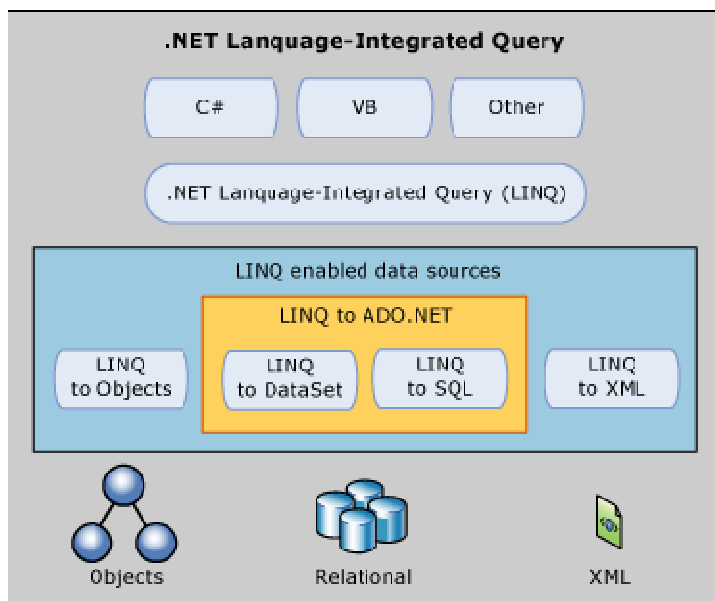 .NET Language-Integrated Query
C# VB Other
.NET Language-Integrated Query (LINQ)
LINQ enabled data sources
LINQ to ADO.NET
LINQ LINQ LINQ LINQ
to Objects to DataSet to SQL to XML
Objects Relational XML